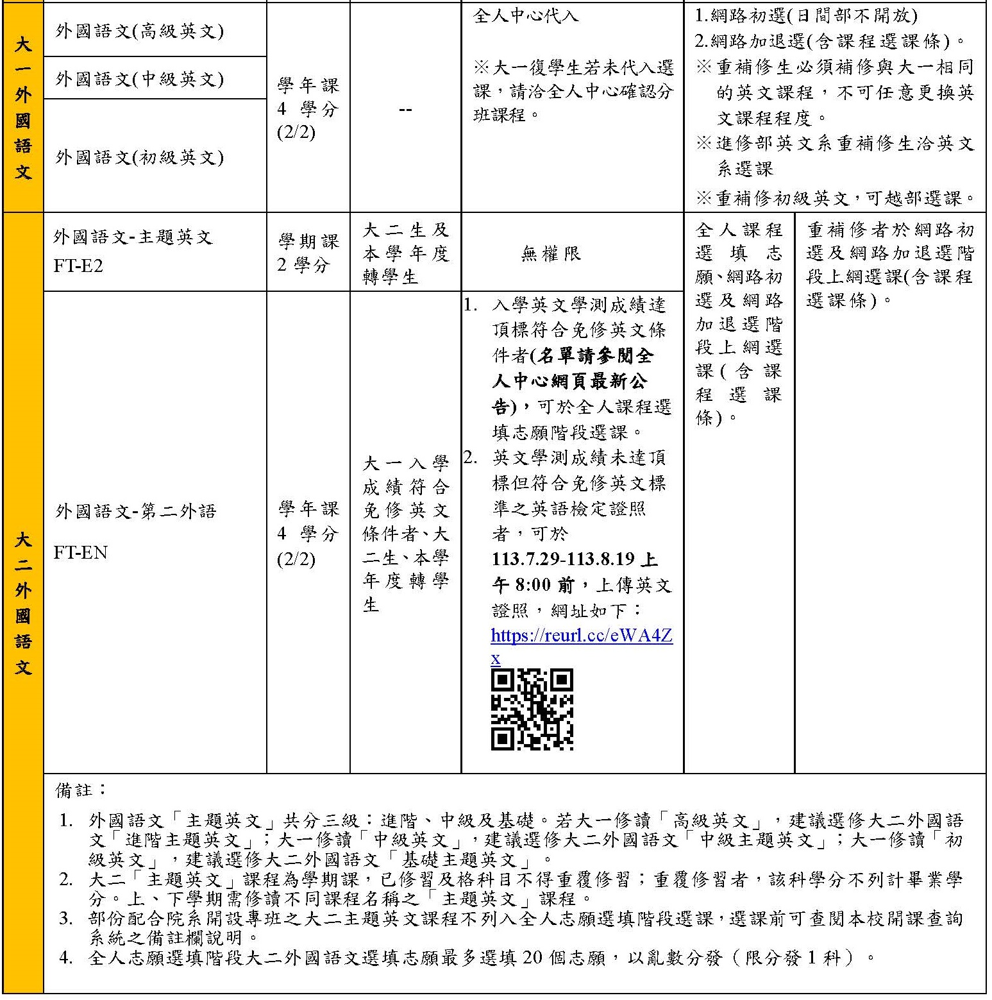 大一外國語文
外國語文(高級英文)
外國語文(中級英文)
外國語文(初級英文)
學年課
4 學分
(2/2)
--
全人中心代入
※大一復學生若未代入選
課，請洽全人中心確認分
班課程。
1.網路初選(日間部不開放)
2.網路加退選(含課程選課條)。
※重補修生必須補修與大一相同
的英文課程，不可任意更換英
文課程程度。
※進修部英文系重補修生洽英文
系選課
※重補修初級英文，可越部選課。
大二外國語文
外國語文-主題英文
FT-E2
學期課
2 學分
大二生及
本學年度
轉學生
無權限
全人課程
選填志
願、網路初
選及網路
加退選階
段上網選
課(含課
程選課
條)。
重補修者於網路初
選及網路加退選階
段上網選課(含課程
選課條)。
外國語文-第二外語
FT-EN
學年課
4 學分
(2/2)
大一入學
成績符合
免修英文
條件者、大
二生、本學
年度轉學
生
1. 入學英文學測成績達
頂標符合免修英文條
件者(名單請參閱全
人中心網頁最新公
告)，可於全人課程選
填志願階段選課。
2. 英文學測成績未達頂
標但符合免修英文標
準之英語檢定證照
者，可於
113.7.29-113.8.19 上
午 8:00 前，上傳英文
證照，網址如下：
https://reurl.cc/eWA4Z
x
備註：
1. 外國語文「主題英文」共分三級：進階、中級及基礎。若大一修讀「高級英文」，建議選修大二外國語
文「進階主題英文」；大一修讀「中級英文」，建議選修大二外國語文「中級主題英文」；大一修讀「初
級英文」，建議選修大二外國語文「基礎主題英文」。
2. 大二「主題英文」課程為學期課，已修習及格科目不得重覆修習；重覆修習者，該科學分不列計畢業學
分。上、下學期需修讀不同課程名稱之「主題英文」課程。
3. 部份配合院系開設專班之大二主題英文課程不列入全人志願選填階段選課，選課前可查閱本校開課查詢
系統之備註欄說明。
4. 全人志願選填階段大二外國語文選填志願最多選填 20 個志願，以亂數分發（限分發 1 科）。